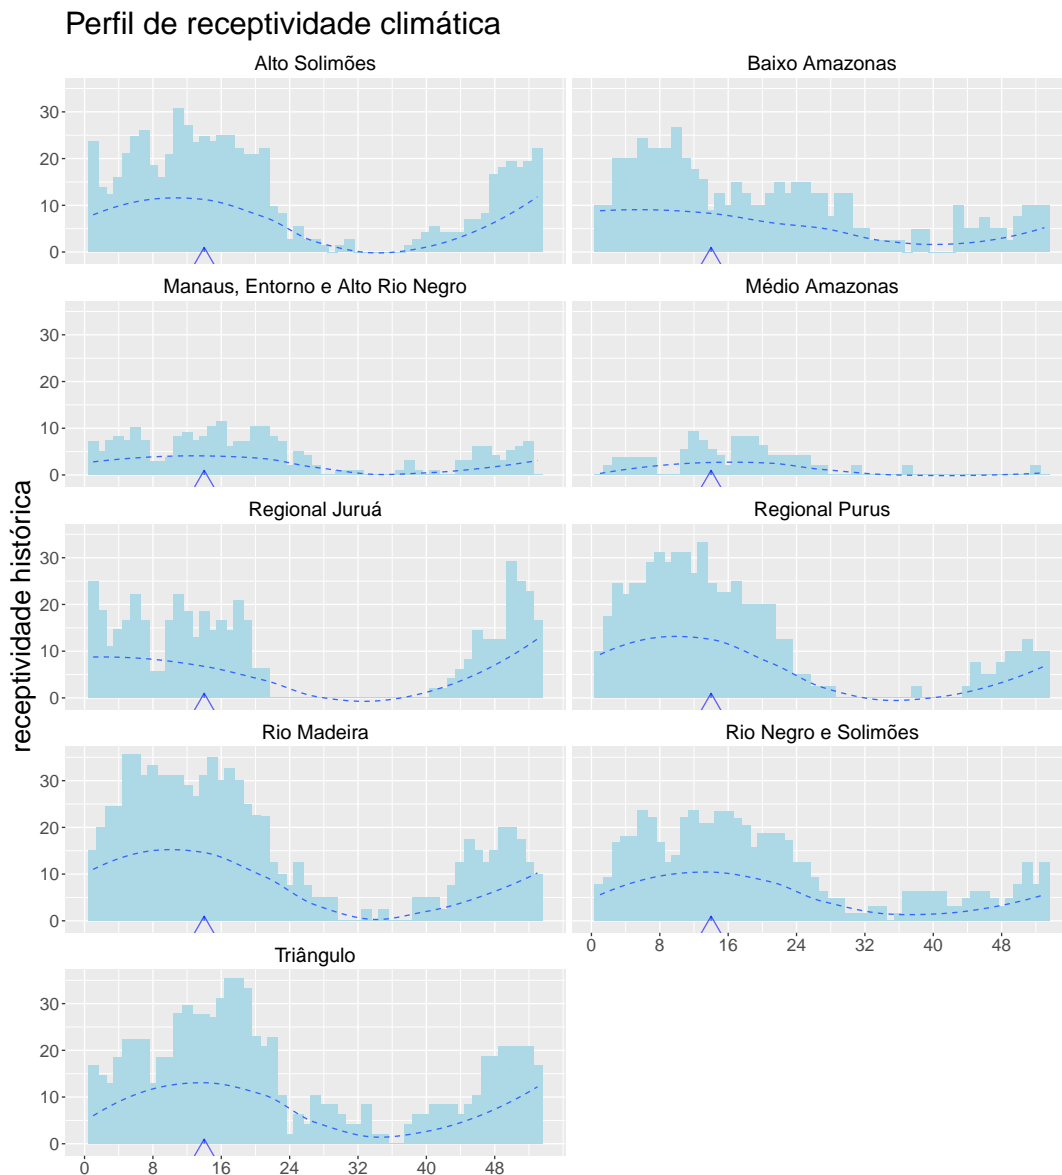 Perfil de receptividade climática
Alto Solimões
Baixo Amazonas
30
20
10
0
Manaus, Entorno e Alto Rio Negro
Médio Amazonas
30
20
10
0
receptividade histórica
Regional Juruá
Regional Purus
30
20
10
0
Rio Madeira
Rio Negro e Solimões
30
20
10
0
0 8 16 24 32 40 48
Triângulo
30
20
10
0
0 8 16 24 32 40 48